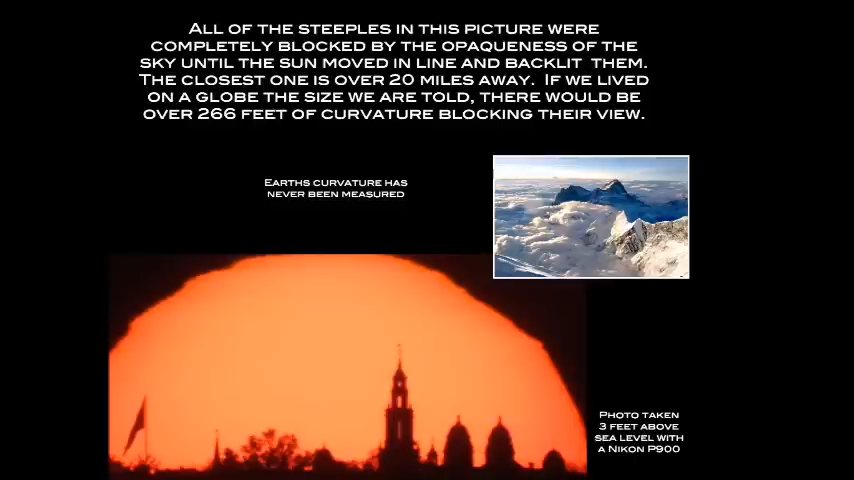 ALL OF THE STEEPLES IN THIS PICTURE WERE
COMPLETELY BLOCKED BY THE OPAQUENESS OF THE
SKY UNTIL THE SUN MOVED IN LINE AND BACKLIT THEM.
THE CLOSEST ONE IS OVER 20 MILES AWAY. IF WE LIVED
ON A GLOBE THE SIZE WE ARE TOLD, THERE WOULD BE
OVER 266 FEET OF CURVATURE BLOCKING THEIR VIEW.
EARTHS CURVATURE HAS
NEVER BEEN MEASURED
PHOTO TAKEN
3 FEET ABOVE
SEA LEVEL WITH
A NIKON P900